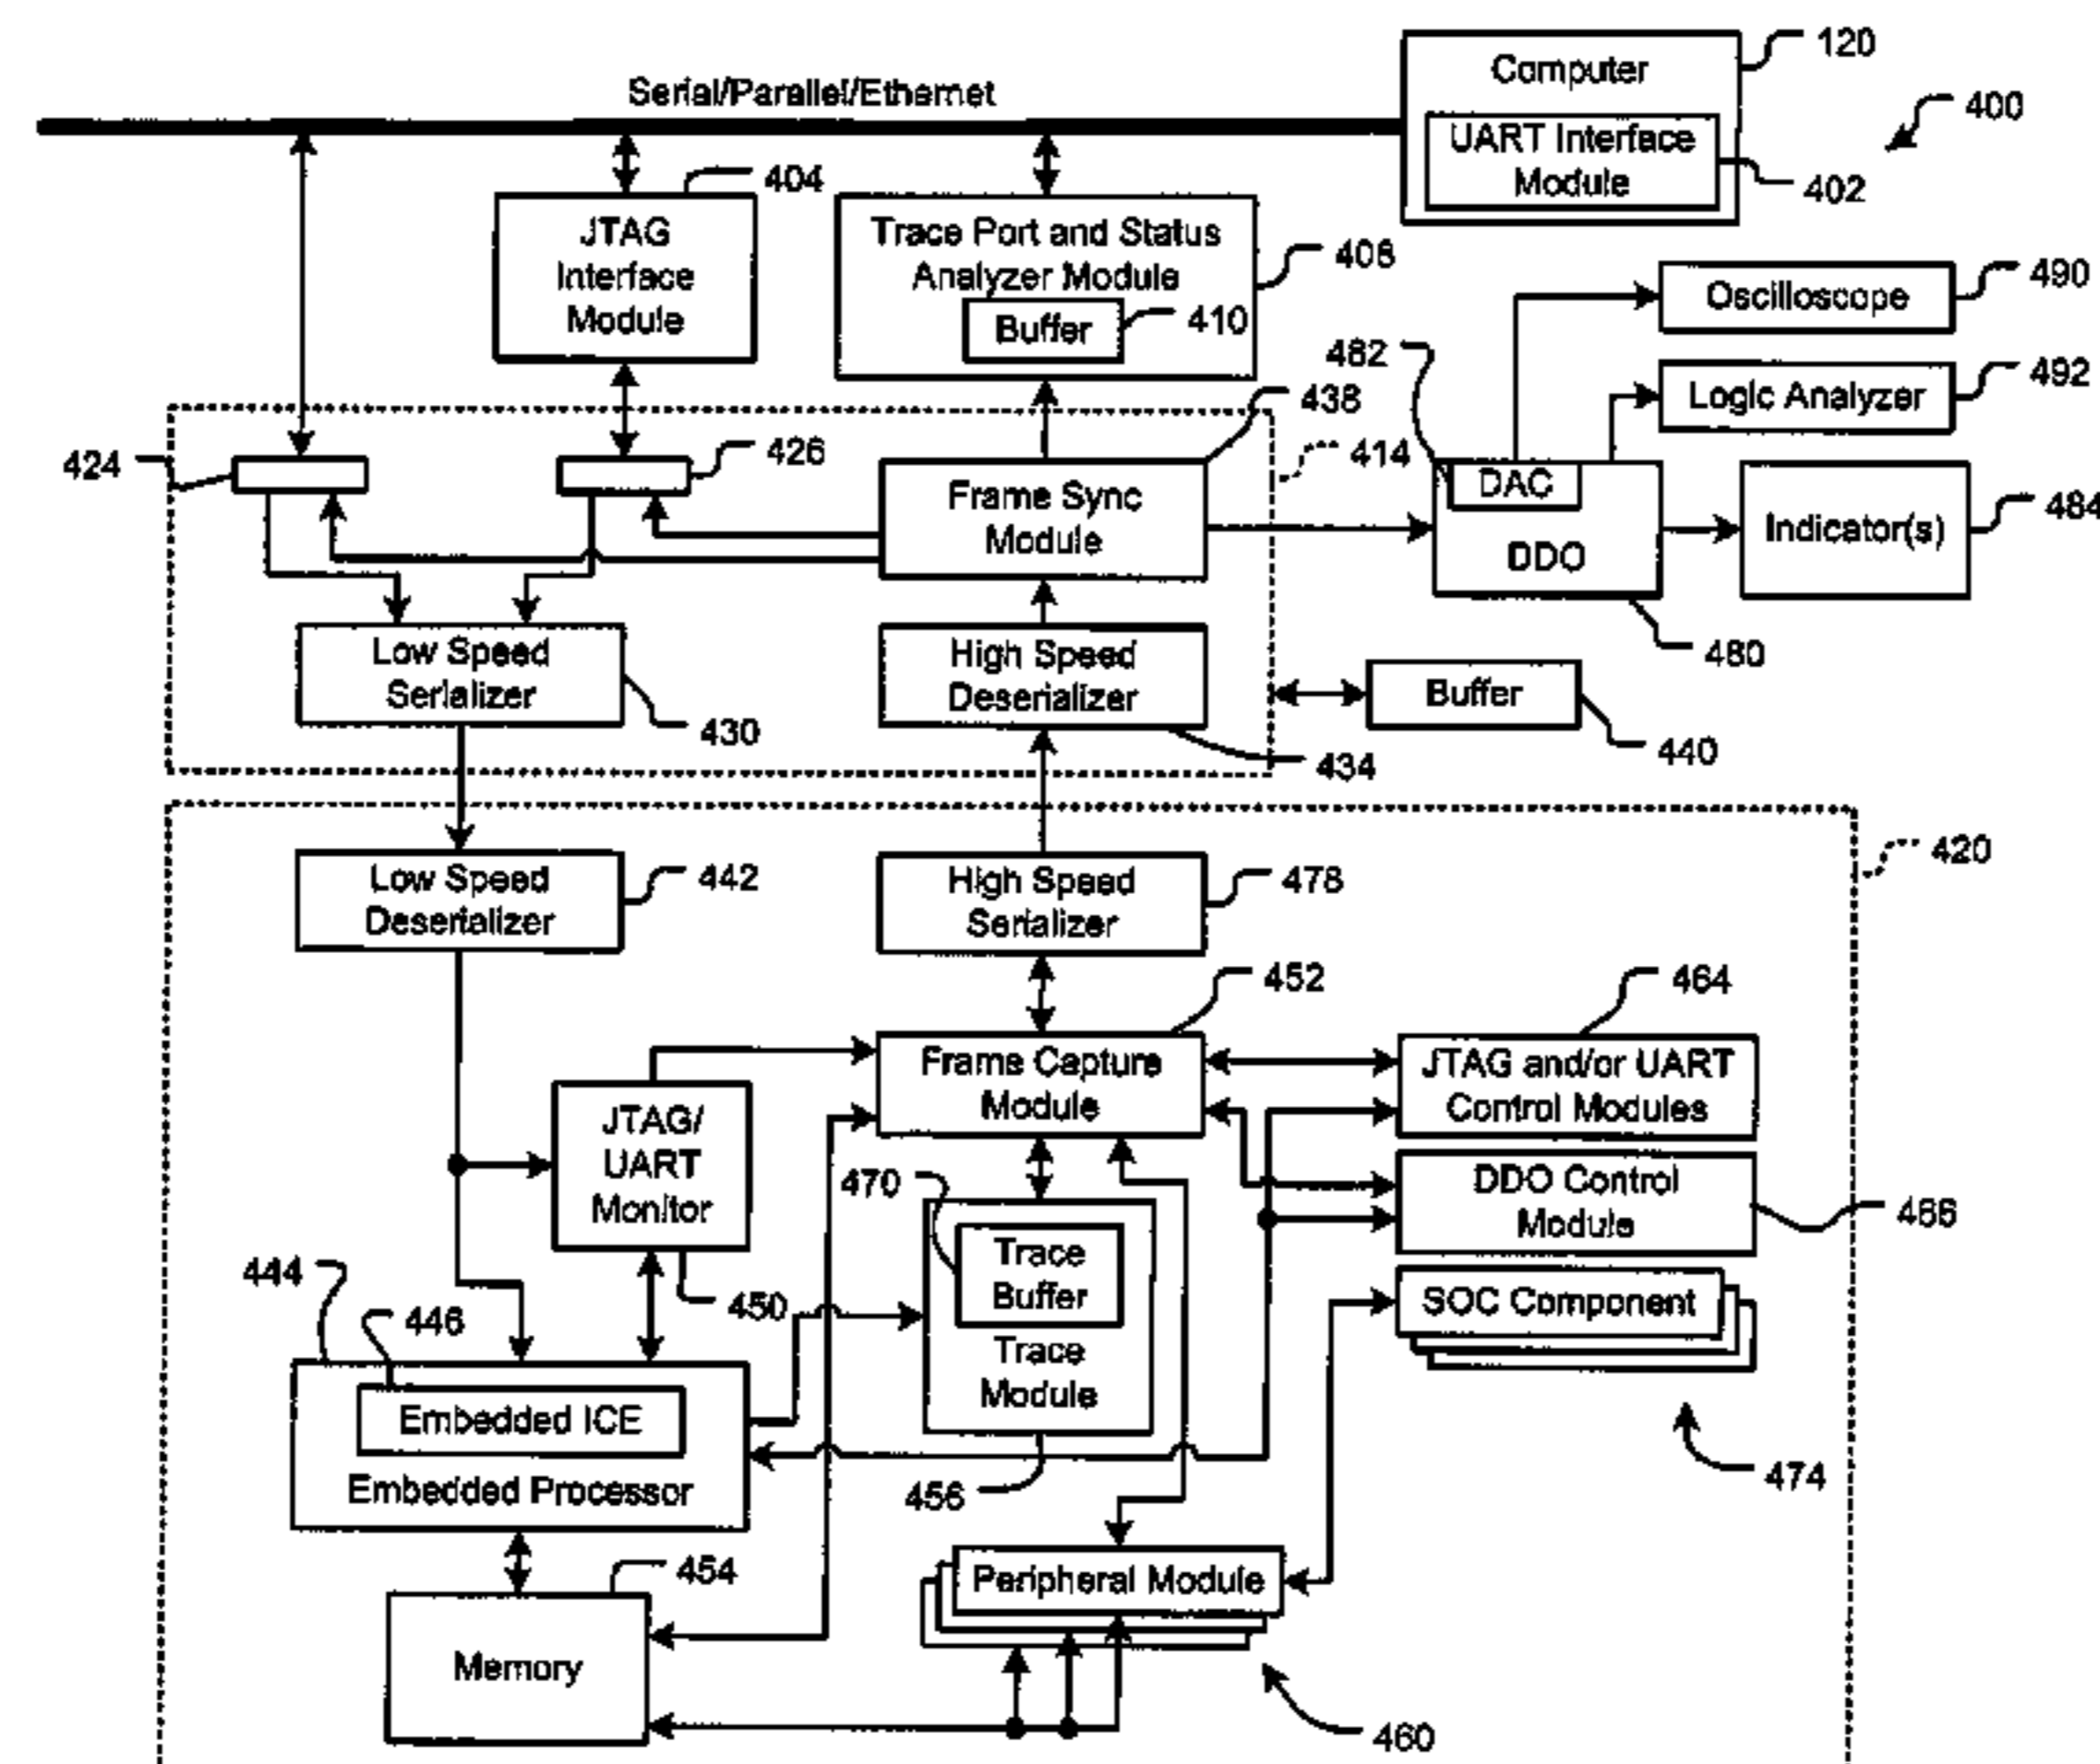 120
Computer
Serial/Parallel/Ethernet
400
UART Interface
Module
402
404
JTAG
Interface
Module
Trace Port and Status
Analyzer Module
408
Buffer
410
Oscilloscope
490
482
Logic Analyzer
492
438
424
426
414
Frame Sync
Module
DAC
DDO
Indicator(s)
484
480
Low Speed
Serializer
430
High Speed
Deserializer
434
Buffer
440
Low Speed
Deserializer
442
High Speed
Serializer
478
420
452
464
Frame Capture
Module
JTAG and/or UART
Control Modules
JTAG/
UART
Monitor
450
470
Trace
Buffer
Trace
Module
456
DDO Control
Module
466
SOC Component
474
444
446
Embedded ICE
Embedded Processor
454
Memory
Peripheral Module
460